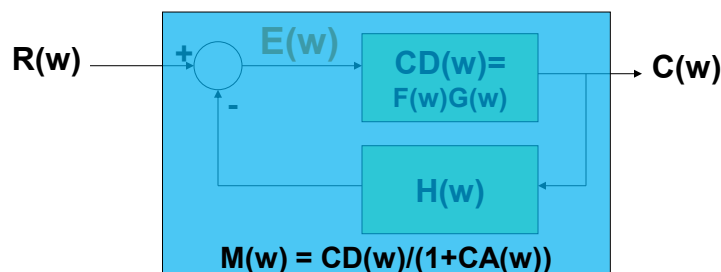 E(w)
+
R(w)
CD(w)=
F(w)G(w)
C(w)
-
H(w)
M(w) = CD(w)/(1+CA(w))